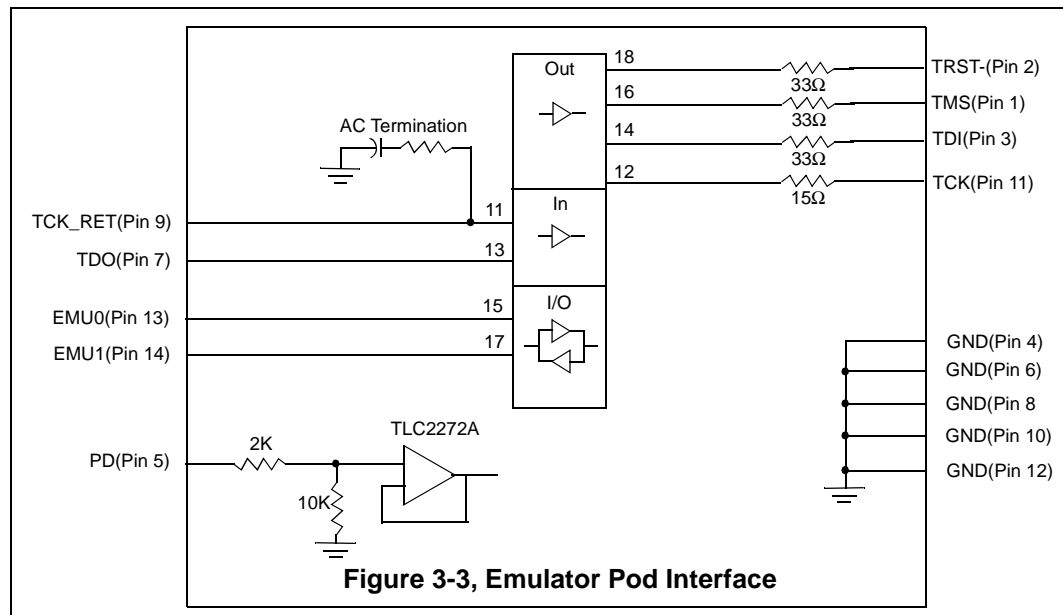 Out
18
TRST-(Pin 2)
33Ω
16
TMS(Pin 1)
33Ω
AC Termination
14
TDI(Pin 3)
33Ω
12
TCK(Pin 11)
15Ω
TCK_RET(Pin 9)
11
In
TDO(Pin 7)
13
EMU0(Pin 13)
15
I/O
EMU1(Pin 14)
17
GND(Pin 4)
GND(Pin 6)
GND(Pin 8
GND(Pin 10)
GND(Pin 12)
TLC2272A
PD(Pin 5)
2K
10K
Figure 3-3, Emulator Pod Interface